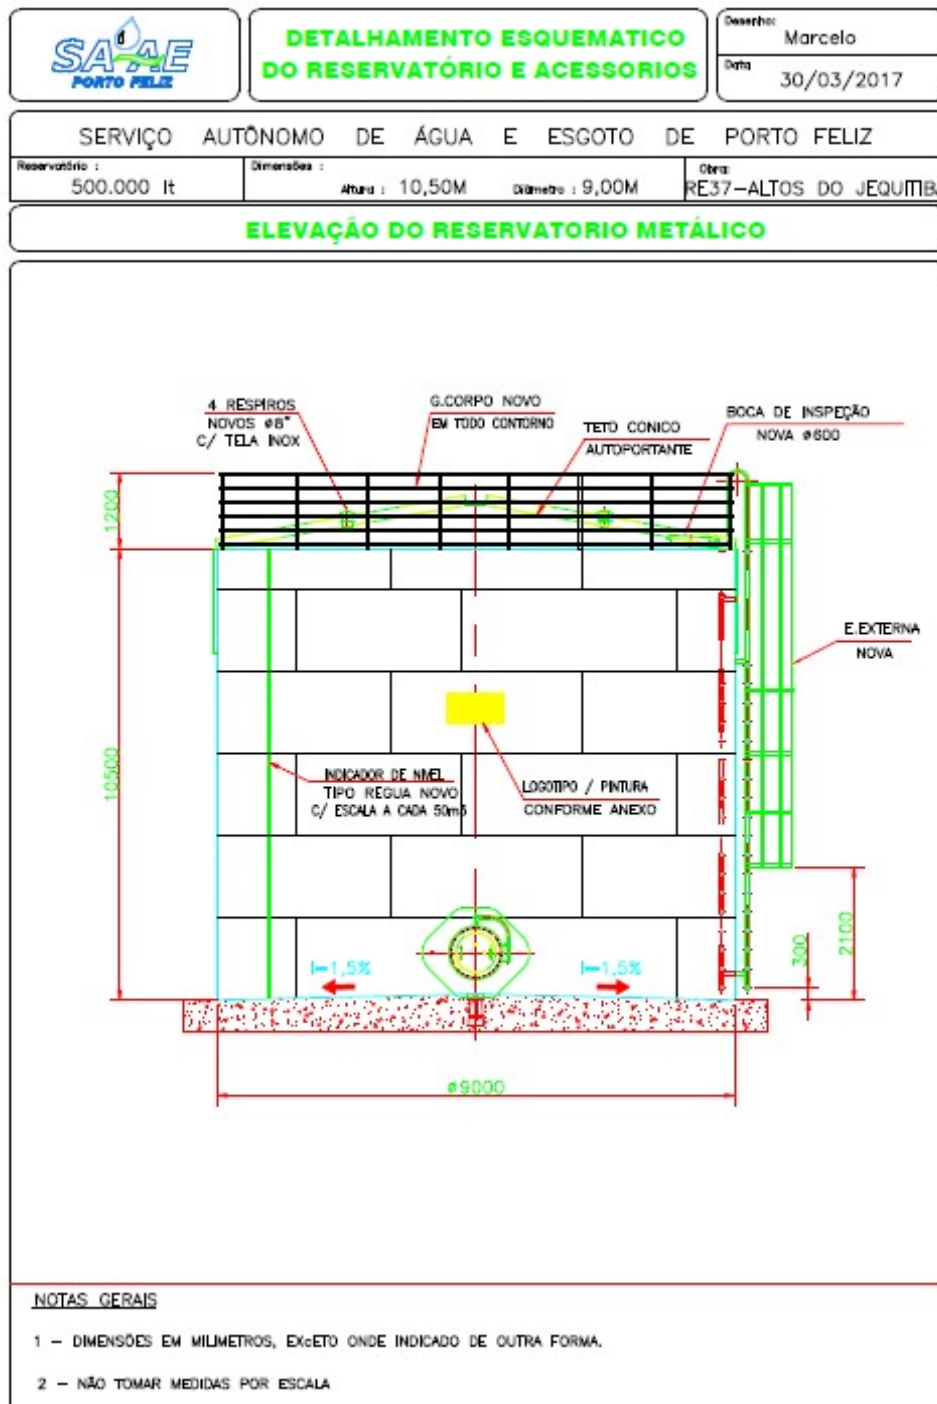 SAAE
PORTO FELIZ
DETALHAMENTO ESQUEMATICO
DO RESERVATÓRIO E ACESSORIOS
Desenho:
Marcelo
Data
30/03/2017
SERVIÇO AUTÔNOMO DE ÁGUA E ESGOTO DE PORTO FELIZ
Reservatório :
500.000 lt
Dimensões :
Altura : 10,50M Diâmetro : 9,00M
Obra:
RE37-ALTOS DO JEQUITIBA
ELEVAÇÃO DO RESERVATORIO METÁLICO
4 RESPIROS
NOVOS ø8"
C/ TELA INOX
G.CORPO NOVO
EM TODO CONTORNO
TETO CONICO
AUTOPORTANTE
BOCA DE INSPEÇÃO
NOVA ø600
1200
E.EXTERNA
NOVA
10500
INDICADOR DE NIVEL
TIPO REGUA NOVO
C/ ESCALA A CADA 50m3
LOGOTIPO / PINTURA
CONFORME ANEXO
I=1,5%
I=1,5%
300
2100
ø9000
NOTAS GERAIS
1 - DIMENSÕES EM MILIMETROS, EXcETO ONDE INDICADO DE OUTRA FORMA.
2 - NÃO TOMAR MEDIDAS POR ESCALA